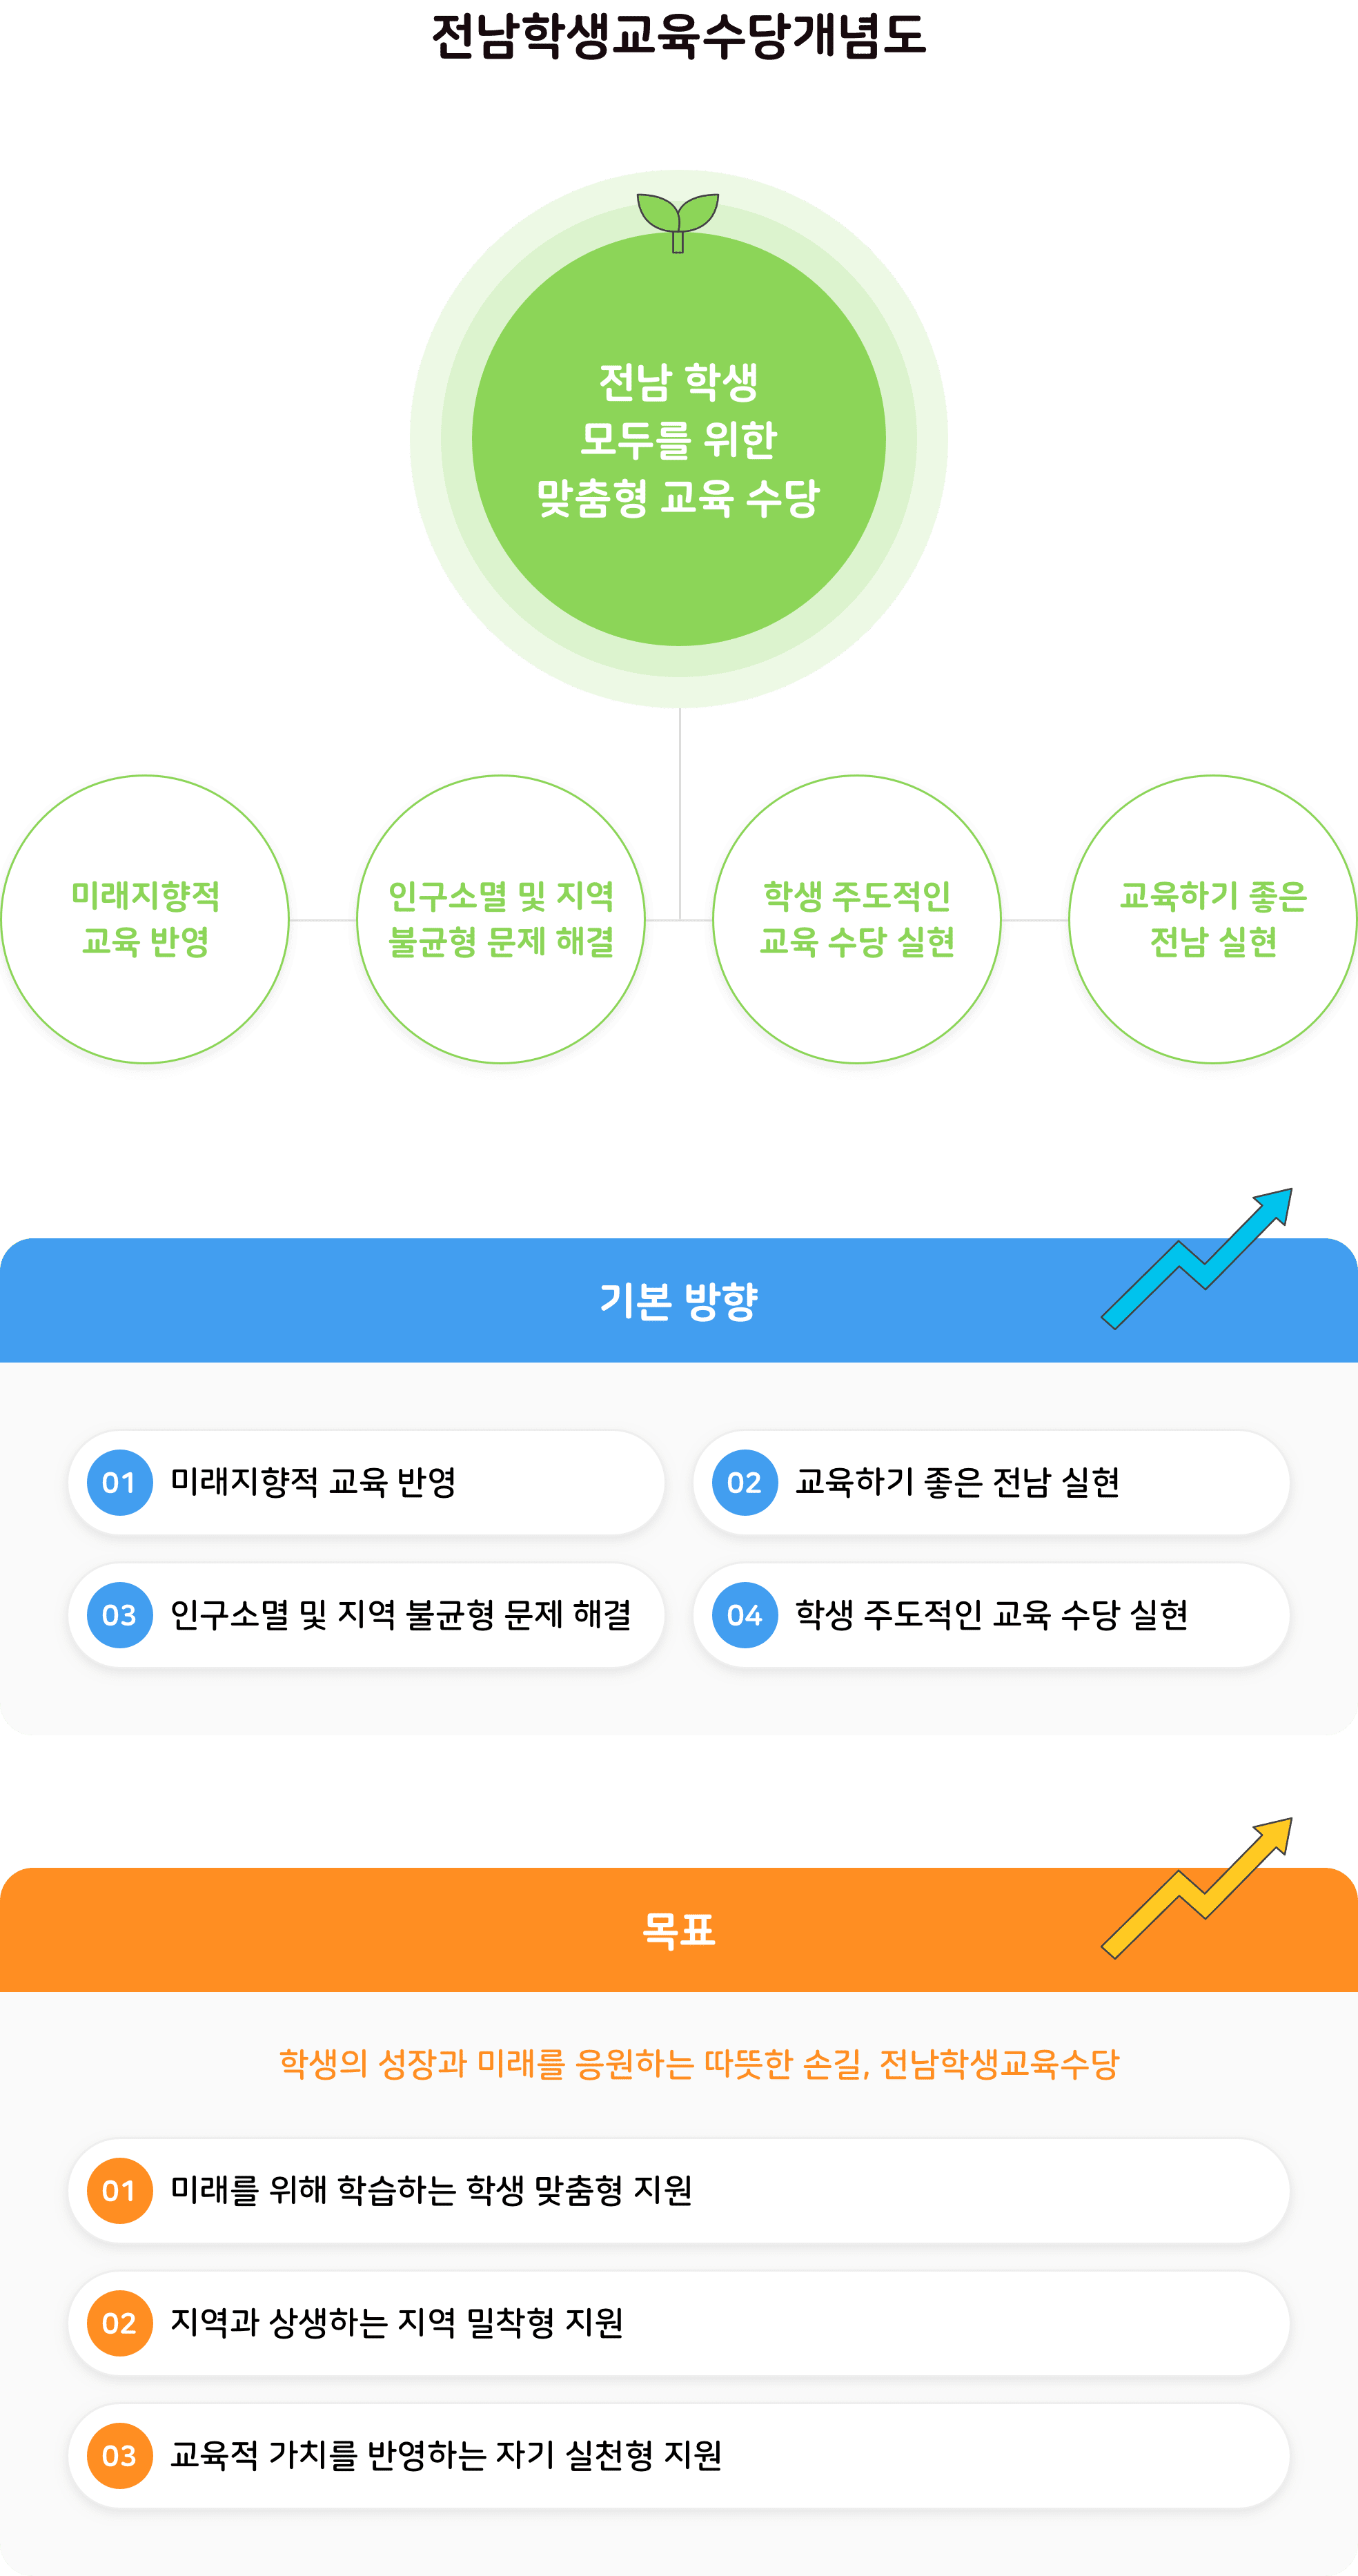 전남학생교육수당개념도
전남 학생
모두를 위한
맞춤형 교육 수당
미래지향적
교육 반영
인구소멸 및 지역
불균형 문제 해결
학생 주도적인
교육 수당 실현
교육하기 좋은
전남 실현
기본 방향
01 미래지향적 교육 반영
02 교육하기 좋은 전남 실현
03 인구소멸 및 지역 불균형 문제 해결
04 학생 주도적인 교육 수당 실현
목표
학생의 성장과 미래를 응원하는 따뜻한 손길, 전남학생교육수당
01 미래를 위해 학습하는 학생 맞춤형 지원
02 지역과 상생하는 지역 밀착형 지원
03 교육적 가치를 반영하는 자기 실천형 지원